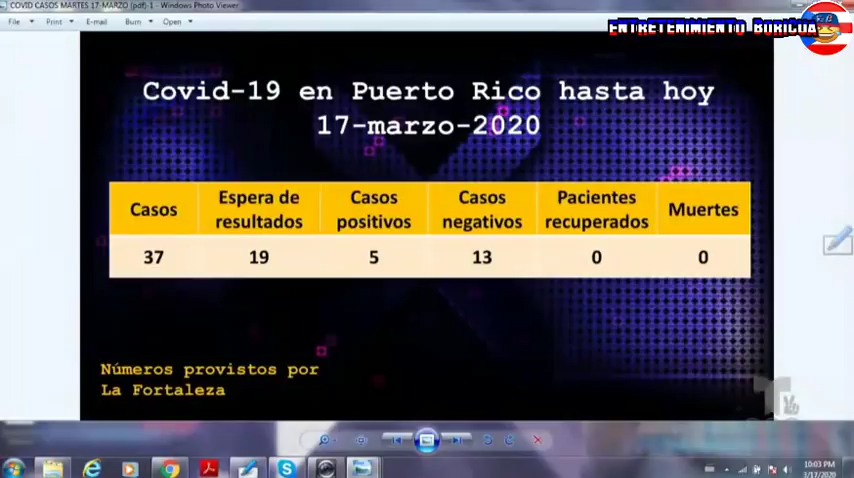 COVID CASOS MARTES 17-MARZO (pdf)-1 - Windows Photo Viewer
File Print Email Burn Open
ENTRETENIMIENTO BORICUA
Covid-19 en Puerto Rico hasta hoy
17-marzo-2020
Casos Espera de resultados Casos positivos Casos negativos Pacientes recuperados Muertes
37 19 5 13 0 0
Números provistos por
La Fortaleza
10:03 PM
3/17/2020